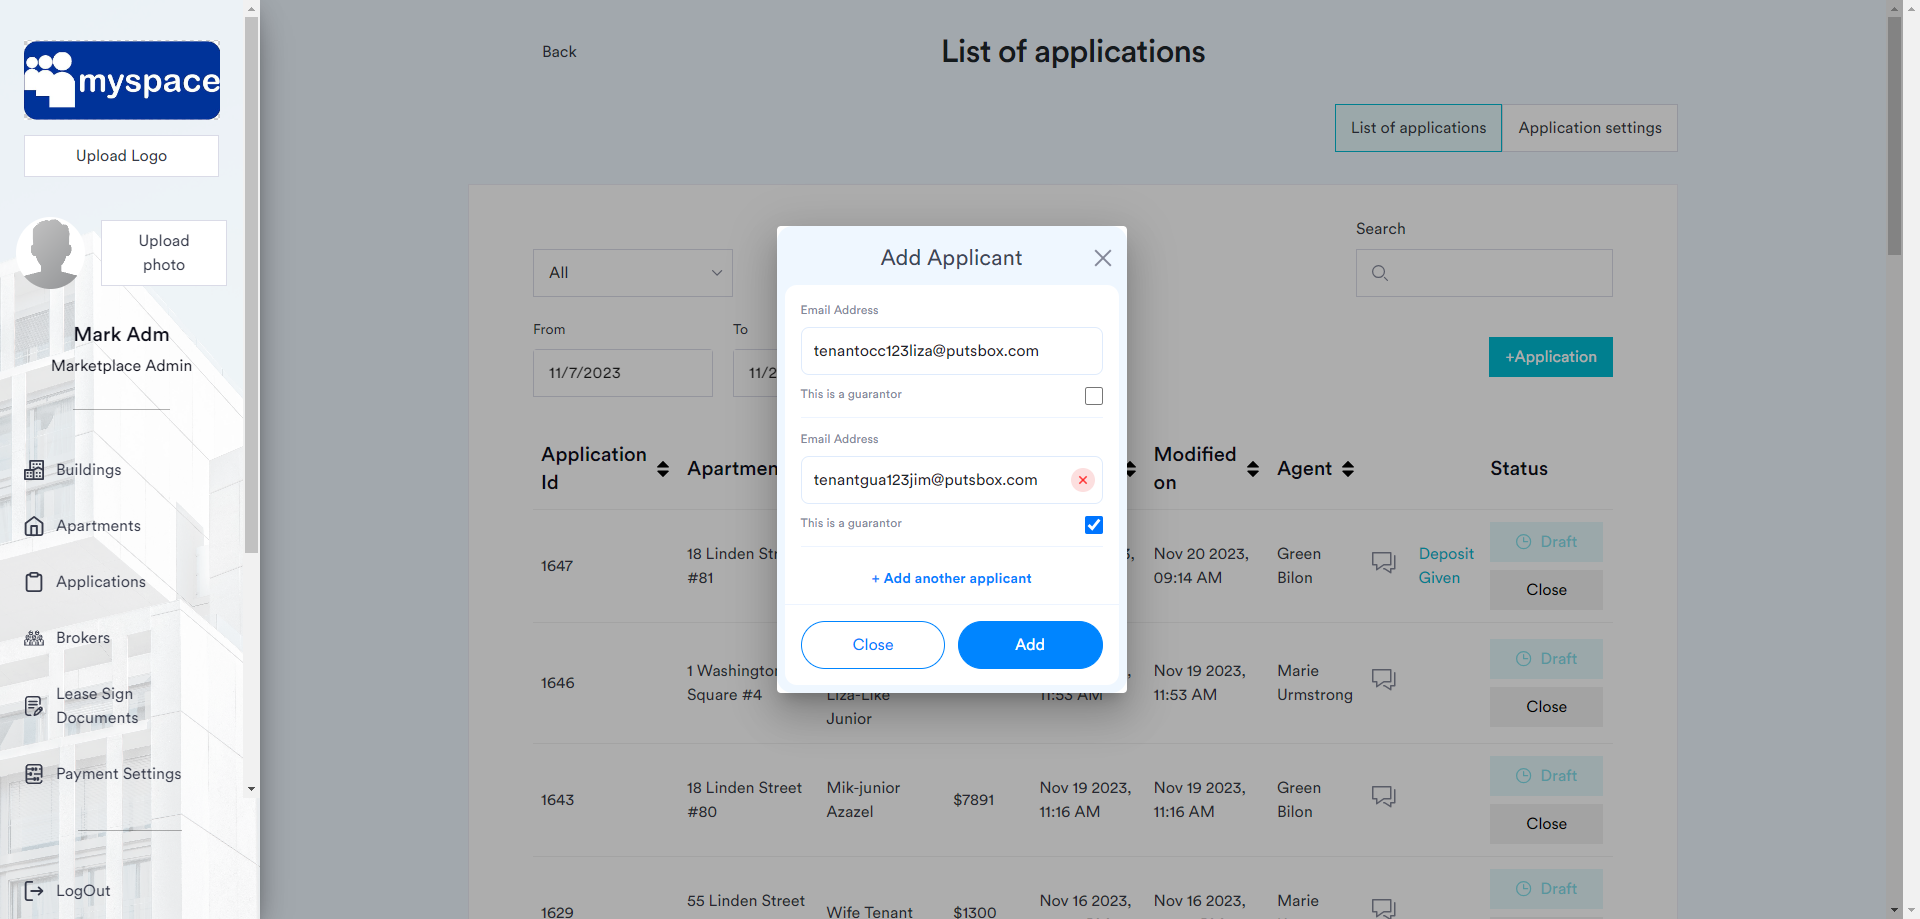 myspace
Upload Logo
Upload
photo
Mark Adm
Marketplace Admin
Buildings
Apartments
Applications
Brokers
Lease Sign
Documents
Payment Settings
LogOut
Back
List of applications
List of applications
Application settings
All
Search
From
To
11/7/2023
11/2
+Application
Application
Id
Apartmen
Modified
on
Agent
Status
1647
18 Linden Str
#81
3,
Nov 20 2023,
09:14 AM
Green
Bilon
Deposit
Given
Draft
Close
1646
1 Washington
Square #4
Liza-Like
Junior
11:53 AM
Nov 19 2023,
11:53 AM
Marie
Urmstrong
Draft
Close
1643
18 Linden Street
#80
Mik-junior
Azazel
$7891
Nov 19 2023,
11:16 AM
Nov 19 2023,
11:16 AM
Green
Bilon
Draft
Close
1629
55 Linden Street
Wife Tenant
$1300
Nov 16 2023,
Nov 16 2023,
Marie
Draft
Add Applicant
Email Address
tenantocc123liza@putsbox.com
This is a guarantor
Email Address
tenantgua123jim@putsbox.com
This is a guarantor
+ Add another applicant
Close
Add